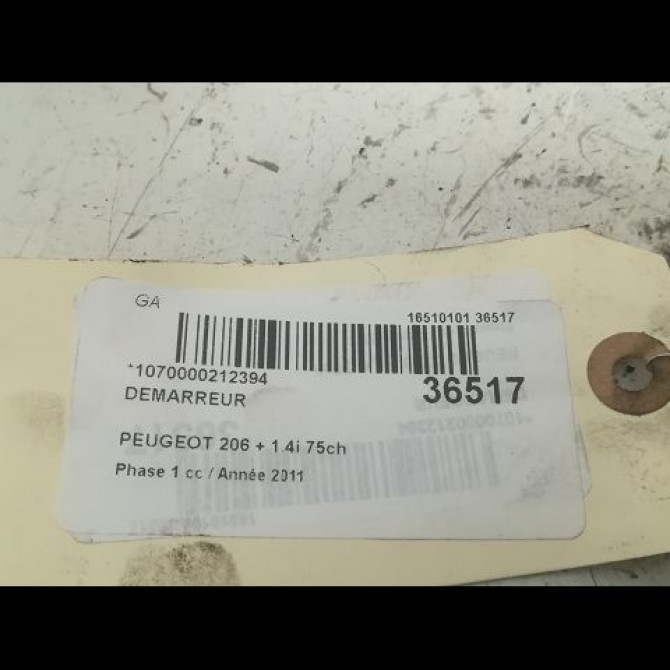 GA
16510101 36517
*1070000212394
36517
DEMARREUR
PEUGEOT 206 + 1.4i 75ch
Phase 1 cc / Année 2011